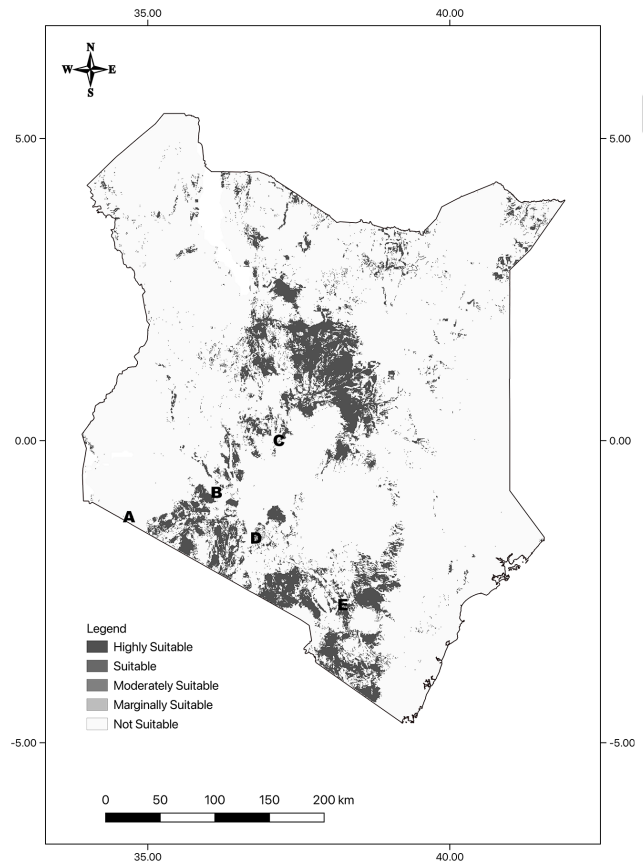 35.00 40.00
N
W E
S
5.00 5.00
0.00 0.00
C
B
A
D
E
Legend
Highly Suitable
Suitable
Moderately Suitable
Marginally Suitable
Not Suitable
-5.00 -5.00
0 50 100 150 200 km
35.00 40.00